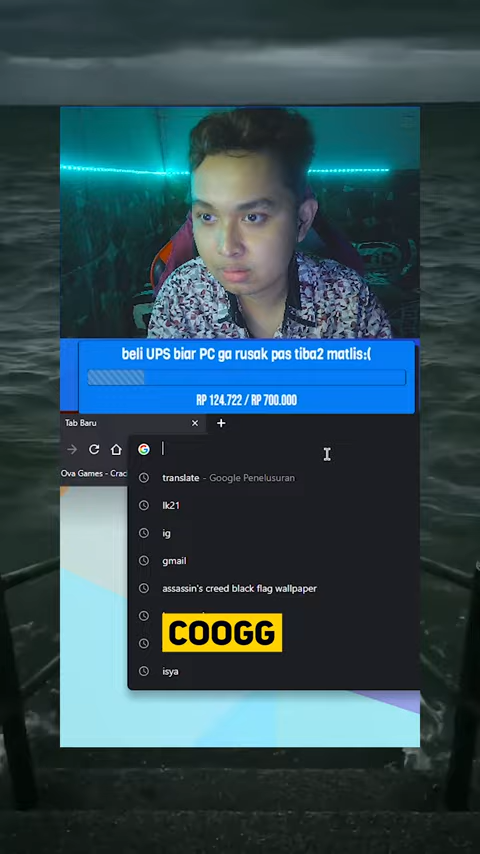 beli UPS biar PC ga rusak pas tiba2 matlis:(
RP 124.722 / RP 700.000
Tab Baru
Ova Games - Crac
translate - Google Penelusuran
lk21
ig
gmail
assassin's creed black flag wallpaper
COOGG
isya